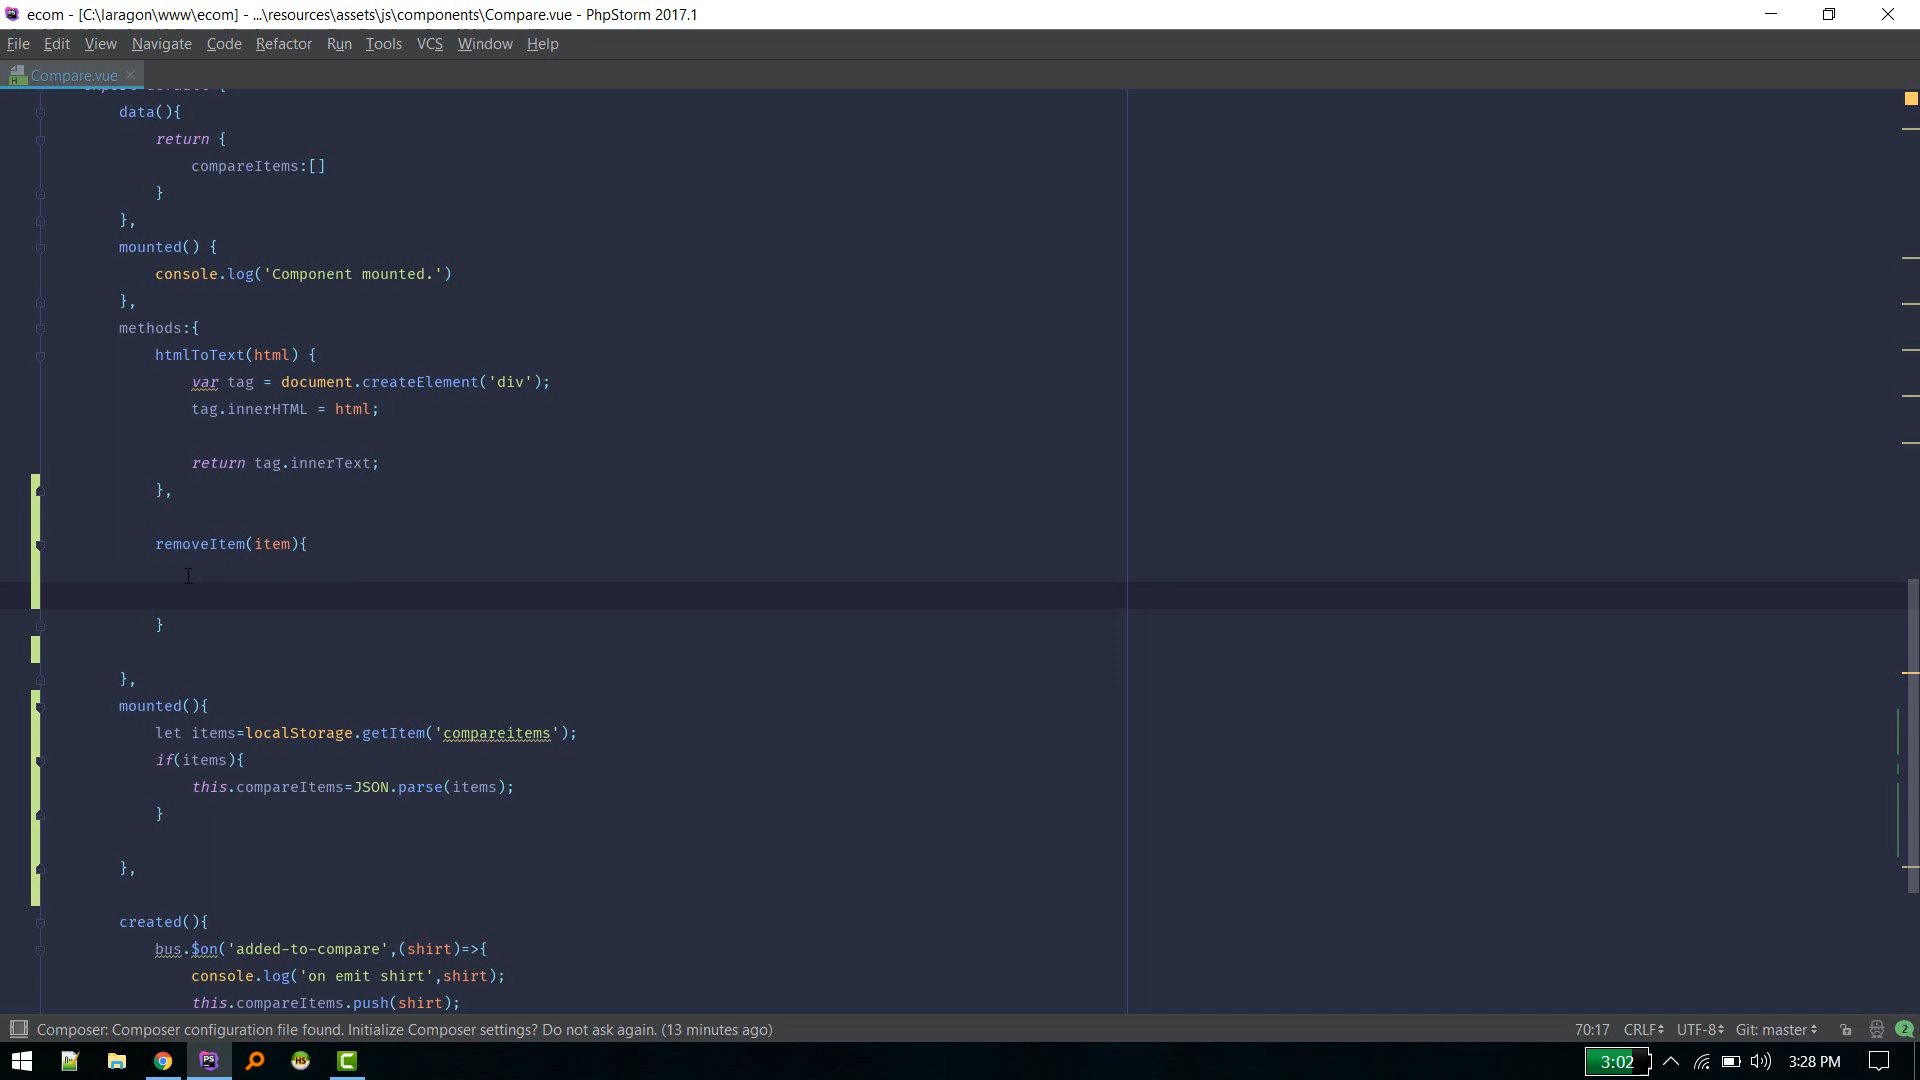 ecom - [C:\laragon\www\ecom] - ...\resources\assets\js\components\Compare.vue - PhpStorm 2017.1
File Edit View Navigate Code Refactor Run Tools VCS Window Help
Compare.vue
data(){
return {
compareItems:[]
}
},
mounted() {
console.log('Component mounted.')
},
methods:{
htmlToText(html) {
var tag = document.createElement('div');
tag.innerHTML = html;
return tag.innerText;
},
removeItem(item){
}
},
mounted(){
let items=localStorage.getItem('compareitems');
if(items){
this.compareItems=JSON.parse(items);
}
},
created(){
bus.$on('added-to-compare',(shirt)=>{
console.log('on emit shirt',shirt);
this.compareItems.push(shirt);
Composer: Composer configuration file found. Initialize Composer settings? Do not ask again. (13 minutes ago) 70:17 CRLF UTF-8 Git: master 2
PS HS C 3:02 3:28 PM